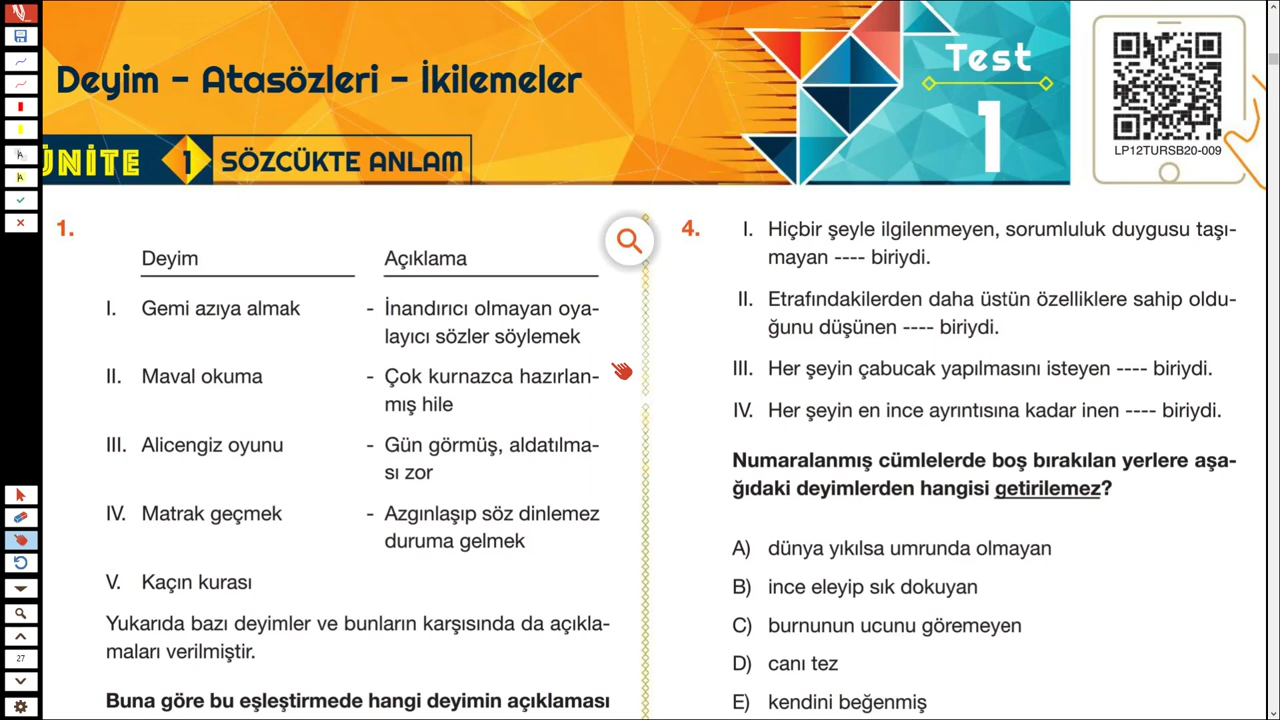 Deyim - Atasözleri - İkilemeler
Test
1
LP12TURSB20-009
ÜNİTE 1 SÖZCÜKTE ANLAM
1.
Deyim Açıklama
I. Gemi azıya almak - İnandırıcı olmayan oya-
layıcı sözler söylemek
II. Maval okuma - Çok kurnazca hazırlan-
mış hile
III. Alicengiz oyunu - Gün görmüş, aldatılma-
sı zor
IV. Matrak geçmek - Azgınlaşıp söz dinlemez
duruma gelmek
V. Kaçın kurası
Yukarıda bazı deyimler ve bunların karşısında da açıkla-
maları verilmiştir.
Buna göre bu eşleştirmede hangi deyimin açıklaması
4. I. Hiçbir şeyle ilgilenmeyen, sorumluluk duygusu taşı-
mayan ---- biriydi.
II. Etrafındakilerden daha üstün özelliklere sahip oldu-
ğunu düşünen ---- biriydi.
III. Her şeyin çabucak yapılmasını isteyen ---- biriydi.
IV. Her şeyin en ince ayrıntısına kadar inen ---- biriydi.
Numaralanmış cümlelerde boş bırakılan yerlere aşa-
ğıdaki deyimlerden hangisi getirilemez?
A) dünya yıkılsa umrunda olmayan
B) ince eleyip sık dokuyan
C) burnunun ucunu göremeyen
D) canı tez
E) kendini beğenmiş
27